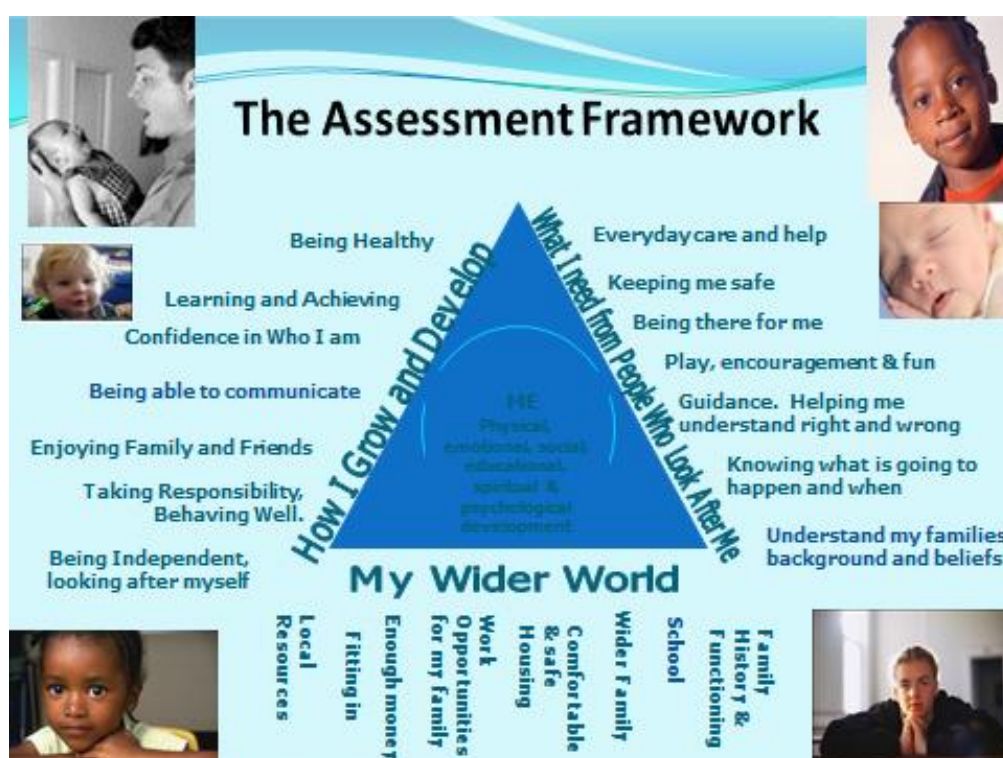 The Assessment Framework
Being Healthy
Learning and Achieving
Confidence in Who I am
Being able to communicate
Enjoying Family and Friends
Taking Responsibility,
Behaving Well.
Being Independent,
looking after myself
How I Grow and Develop
ME
Physical,
emotional, social,
educational,
spiritual &
psychological
development
What I need from People Who Look After Me
Everyday care and help
Keeping me safe
Being there for me
Play, encouragement & fun
Guidance. Helping me
understand right and wrong
Knowing what is going to
happen and when
Understand my families
background and beliefs
My Wider World
Local
Resources
Fitting in
Enough money
Work
Opportunities
for my family
Comfortable
& safe
Housing
Wider Family
School
Family
History &
Functioning